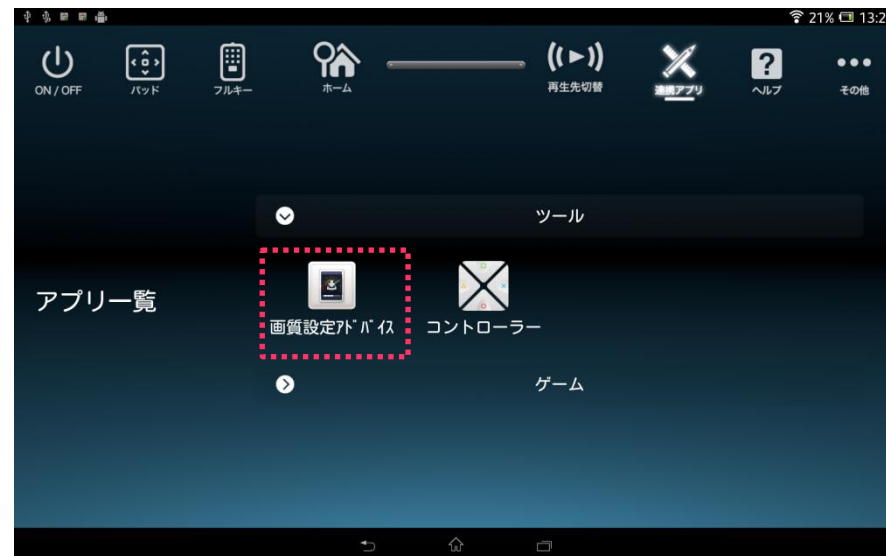 21% 13:2
ON / OFF
パッド
フルキー
ホーム
再生先切替
連携アプリ
ヘルプ
その他
ツール
アプリ一覧
画質設定ｱﾄﾞﾊﾞｲｽ
コントローラー
ゲーム